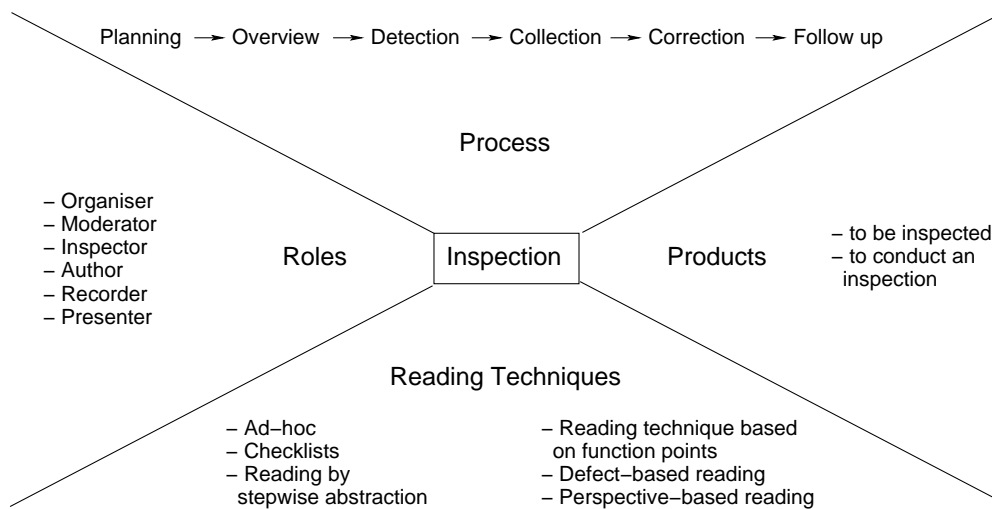 Planning → Overview → Detection → Collection → Correction → Follow up
Process
– Organiser
– Moderator
– Inspector
– Author
– Recorder
– Presenter
Roles
Inspection
Products
– to be inspected
– to conduct an
inspection
Reading Techniques
– Ad–hoc
– Checklists
– Reading by
stepwise abstraction
– Reading technique based
on function points
– Defect–based reading
– Perspective–based reading